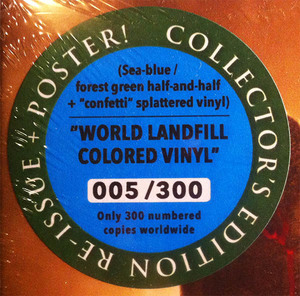 COLLECTOR'S EDITION RE-ISSUE + POSTER!
(Sea-blue /
forest green half-and-half
+ "confetti" splattered vinyl)
"WORLD LANDFILL
COLORED VINYL"
005/300
Only 300 numbered
copies worldwide